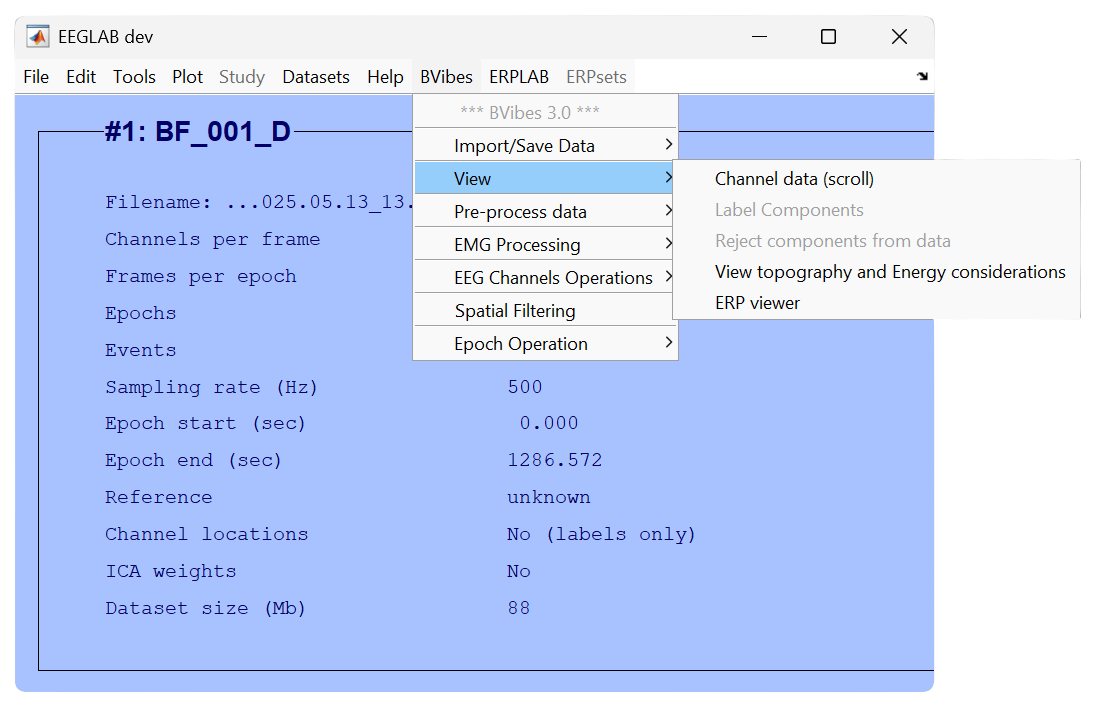 EEGLAB dev
File Edit Tools Plot Study Datasets Help BVibes ERPLAB ERPsets
*** BVibes 3.0 ***
Import/Save Data
View
Pre-process data
EMG Processing
EEG Channels Operations
Spatial Filtering
Epoch Operation
Channel data (scroll)
Label Components
Reject components from data
View topography and Energy considerations
ERP viewer
#1: BF_001_D
Filename: ...025.05.13_13.
Channels per frame
Frames per epoch
Epochs
Events
Sampling rate (Hz) 500
Epoch start (sec) 0.000
Epoch end (sec) 1286.572
Reference unknown
Channel locations No (labels only)
ICA weights No
Dataset size (Mb) 88